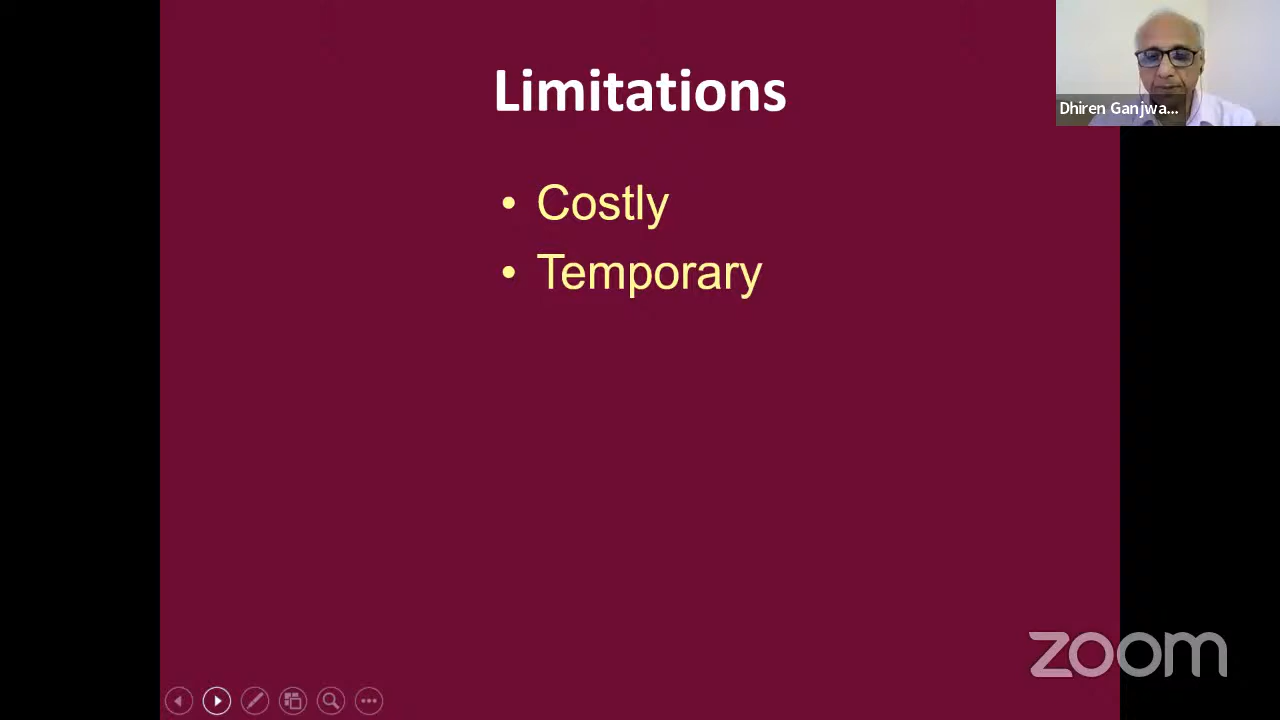 Limitations
Dhiren Ganjwa...
• Costly
• Temporary
zoom